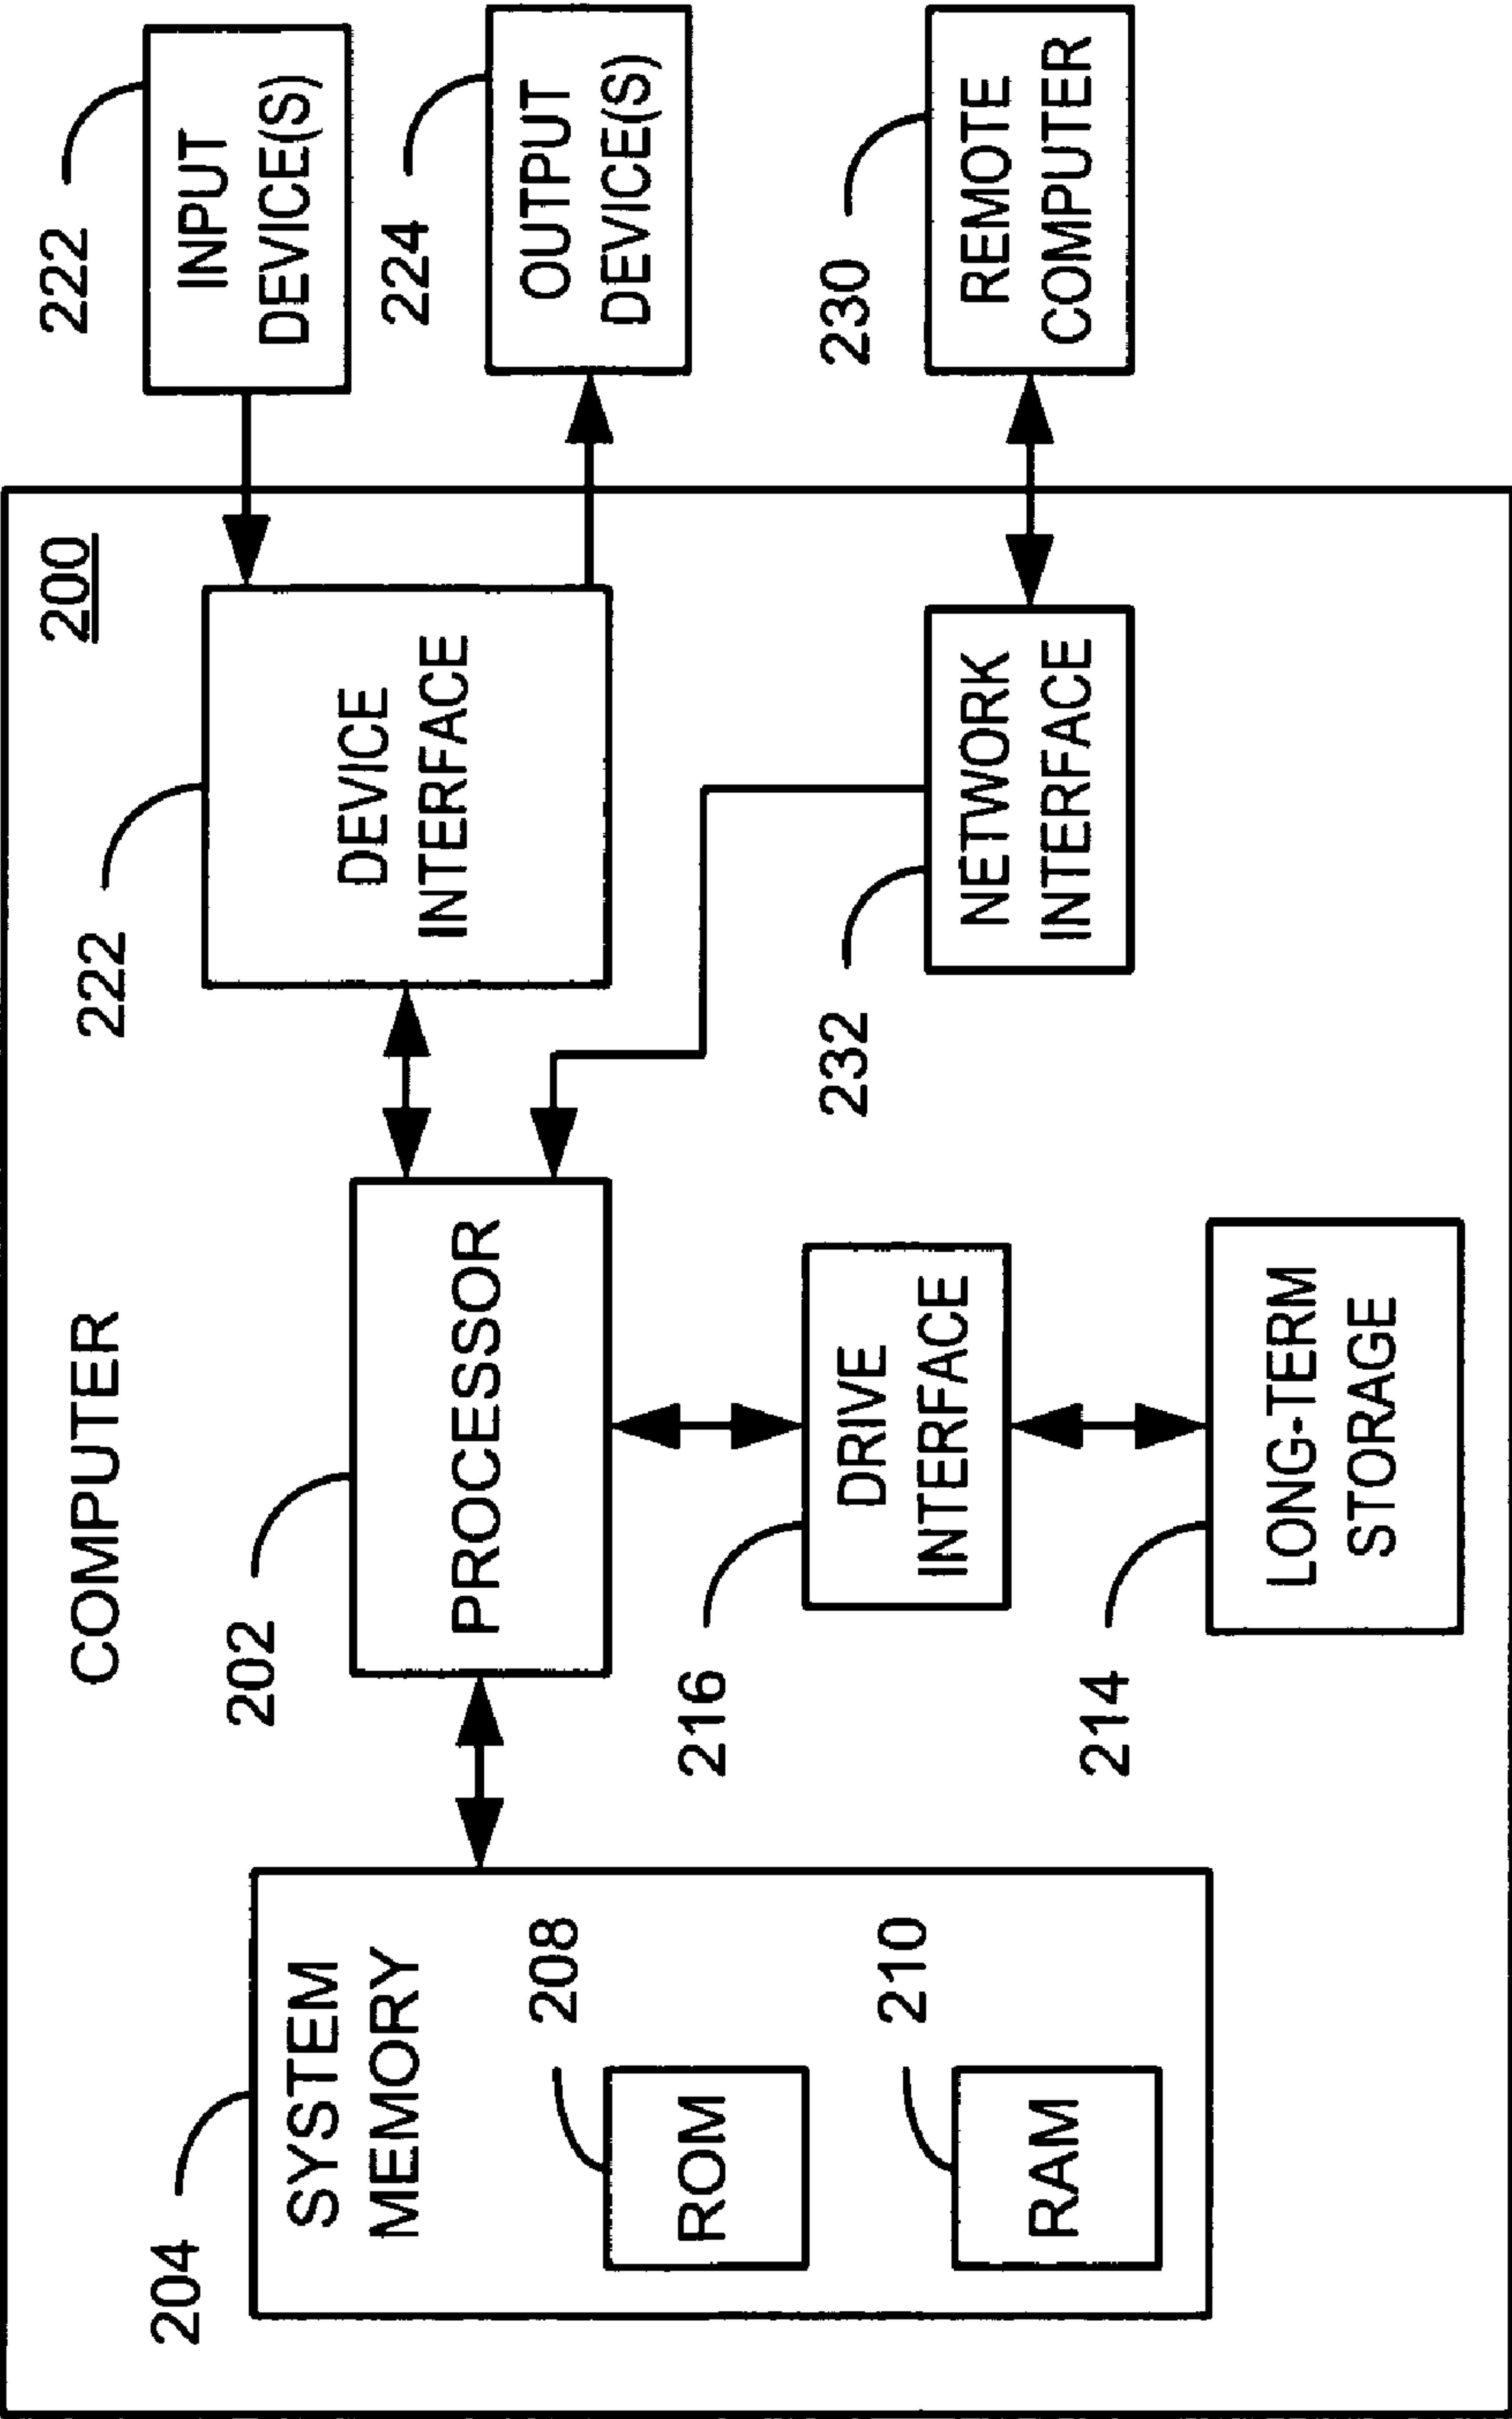 COMPUTER
200
204
SYSTEM
MEMORY
208
ROM
210
RAM
202
PROCESSOR
216
DRIVE
INTERFACE
214
LONG-TERM
STORAGE
222
DEVICE
INTERFACE
232
NETWORK
INTERFACE
222
INPUT
DEVICE(S)
224
OUTPUT
DEVICE(S)
230
REMOTE
COMPUTER